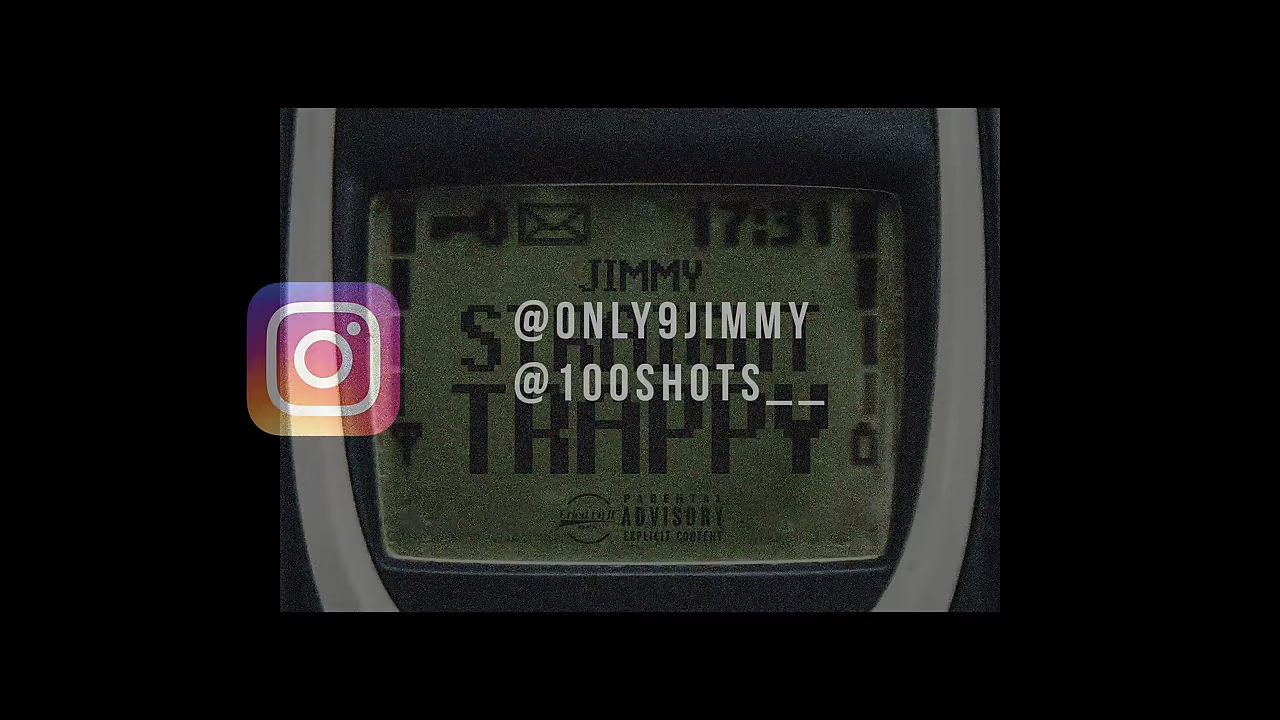 17:31
JIMMY
@ONLY9JIMMY
@100SHOTS__
TRAPPY
PARENTAL
ADVISORY
EXPLICIT CONTENT